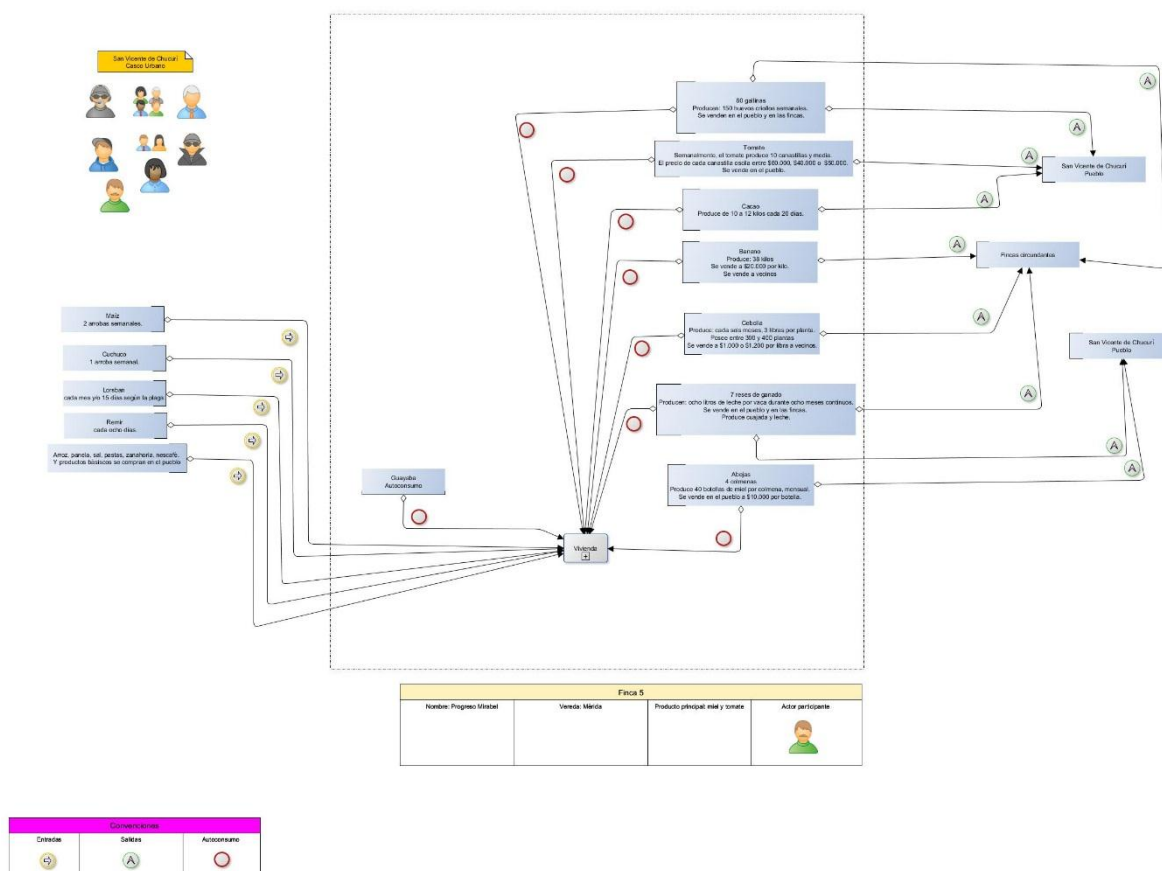 San Vicente de Chucurí
Casco Urbano
80 gallinas
Producen: 150 huevos criollos semanales.
Se venden en el pueblo y en las fincas.
Tomate
Semanalmente, el tomate produce 10 canastillas y media.
El precio de cada canastilla oscila entre $60.000, $40.000 a $50.000.
Se vende en el pueblo.
San Vicente de Chucurí
Pueblo
Cacao
Produce de 10 a 12 kilos cada 20 días.
Banano
Produce: 38 kilos
Se vende a $20.000 por kilo.
Se vende a vecinos
Fincas circundantes
Maíz
2 arrobas semanales.
Cebolla
Produce: cada seis meses, 3 libras por planta.
Posee entre 300 y 400 plantas
Se vende a $1.000 o $1.200 por libra a vecinos.
San Vicente de Chucurí
Pueblo
Cuchuco
1 arroba semanal.
Lorsban
cada mes y/o 15 días según la plaga
7 reses de ganado
Producen: ocho litros de leche por vaca durante ocho meses continuos.
Se venden en el pueblo y en las fincas.
Produce cuajada y leche.
Remir
cada ocho días.
Arroz, panela, sal, pastas, zanahoria, nescafé.
Y productos básicos se compran en el pueblo
Guayaba
Autoconsumo
Abejas
4 colmenas
Produce 40 botellas de miel por colmena, mensual.
Se vende en el pueblo a $10.000 por botella.
Vivienda
Finca 5
Nombre: Progreso Mirabel
Vereda: Mérida
Producto principal: miel y tomate
Actor participante
Convenciones
Entradas
Salidas
Autoconsumo